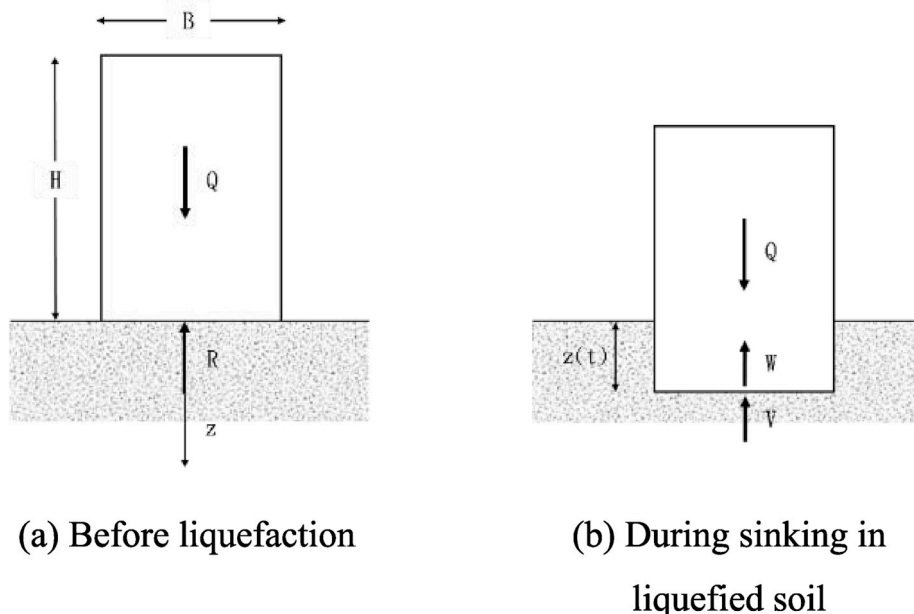 B
H
Q
R
z
Q
z(t)
W
V
(a) Before liquefaction
(b) During sinking in
liquefied soil